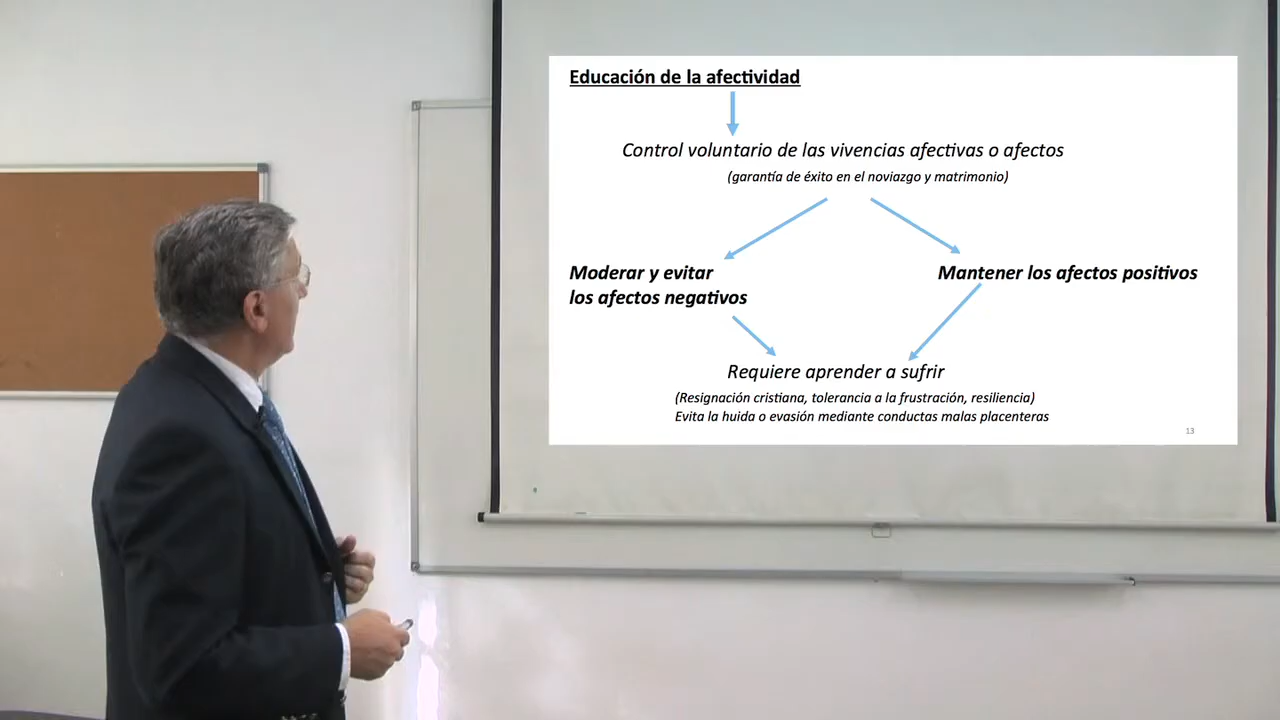 Educación de la afectividad
Control voluntario de las vivencias afectivas o afectos
(garantía de éxito en el noviazgo y matrimonio)
Moderar y evitar
los afectos negativos
Mantener los afectos positivos
Requiere aprender a sufrir
(Resignación cristiana, tolerancia a la frustración, resiliencia)
Evita la huida o evasión mediante conductas malas placenteras
13